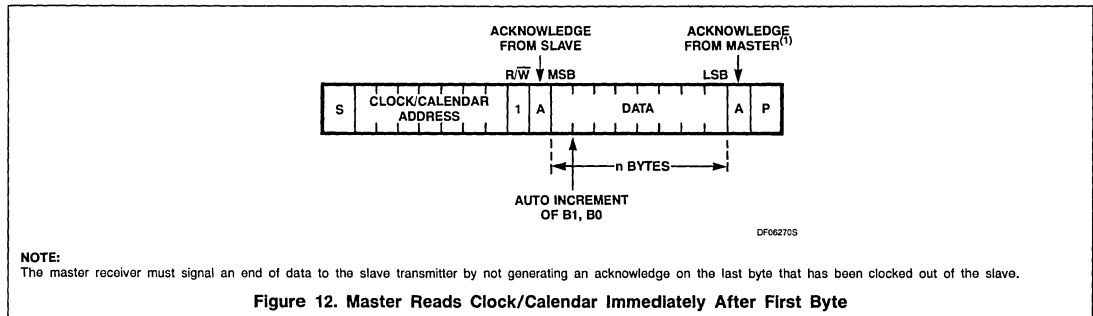 ACKNOWLEDGE
FROM SLAVE
ACKNOWLEDGE
FROM MASTER(1)
R/W̅ MSB LSB
S CLOCK/CALENDAR
ADDRESS 1 A DATA A P
n BYTES
AUTO INCREMENT
OF B1, B0
DF06270S
NOTE:
The master receiver must signal an end of data to the slave transmitter by not generating an acknowledge on the last byte that has been clocked out of the slave.
Figure 12. Master Reads Clock/Calendar Immediately After First Byte